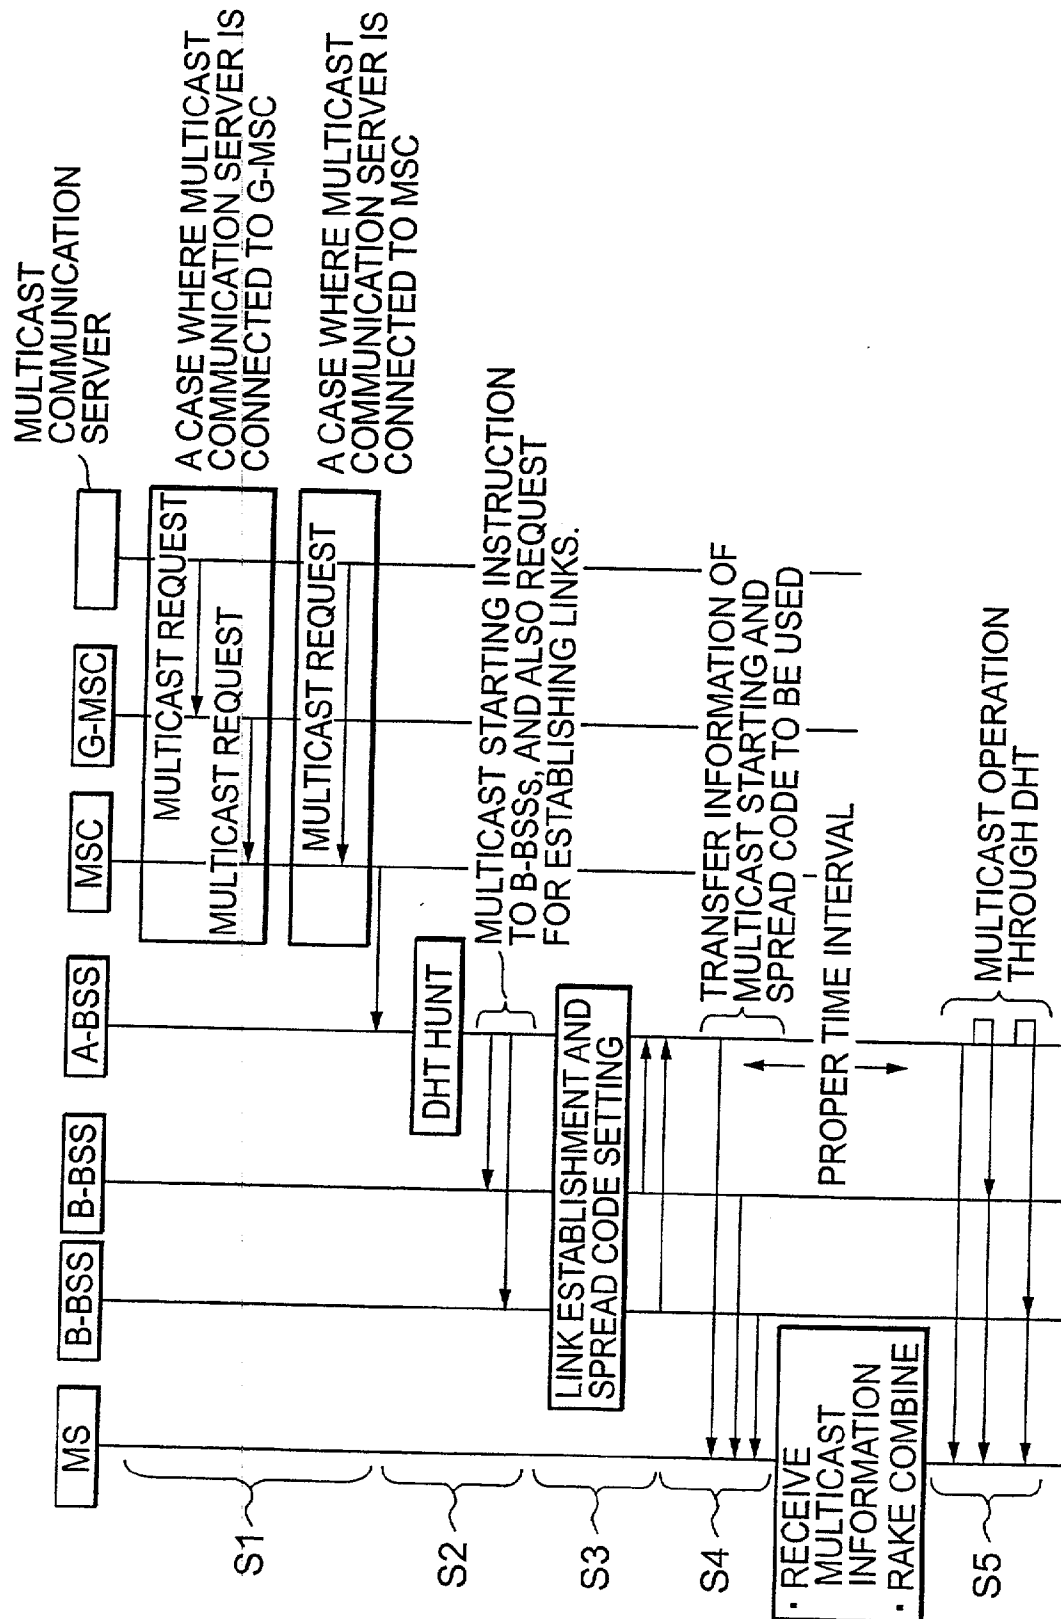 MULTICAST
COMMUNICATION
SERVER
MS
B-BSS
B-BSS
A-BSS
MSC
G-MSC
S1
MULTICAST REQUEST
MULTICAST REQUEST
A CASE WHERE MULTICAST
COMMUNICATION SERVER IS
CONNECTED TO G-MSC
MULTICAST REQUEST
A CASE WHERE MULTICAST
COMMUNICATION SERVER IS
CONNECTED TO MSC
S2
DHT HUNT
MULTICAST STARTING INSTRUCTION
TO B-BSSs, AND ALSO REQUEST
FOR ESTABLISHING LINKS.
S3
LINK ESTABLISHMENT AND
SPREAD CODE SETTING
S4
TRANSFER INFORMATION OF
MULTICAST STARTING AND
SPREAD CODE TO BE USED
· RECEIVE
MULTICAST
INFORMATION
· RAKE COMBINE
PROPER TIME INTERVAL
S5
MULTICAST OPERATION
THROUGH DHT